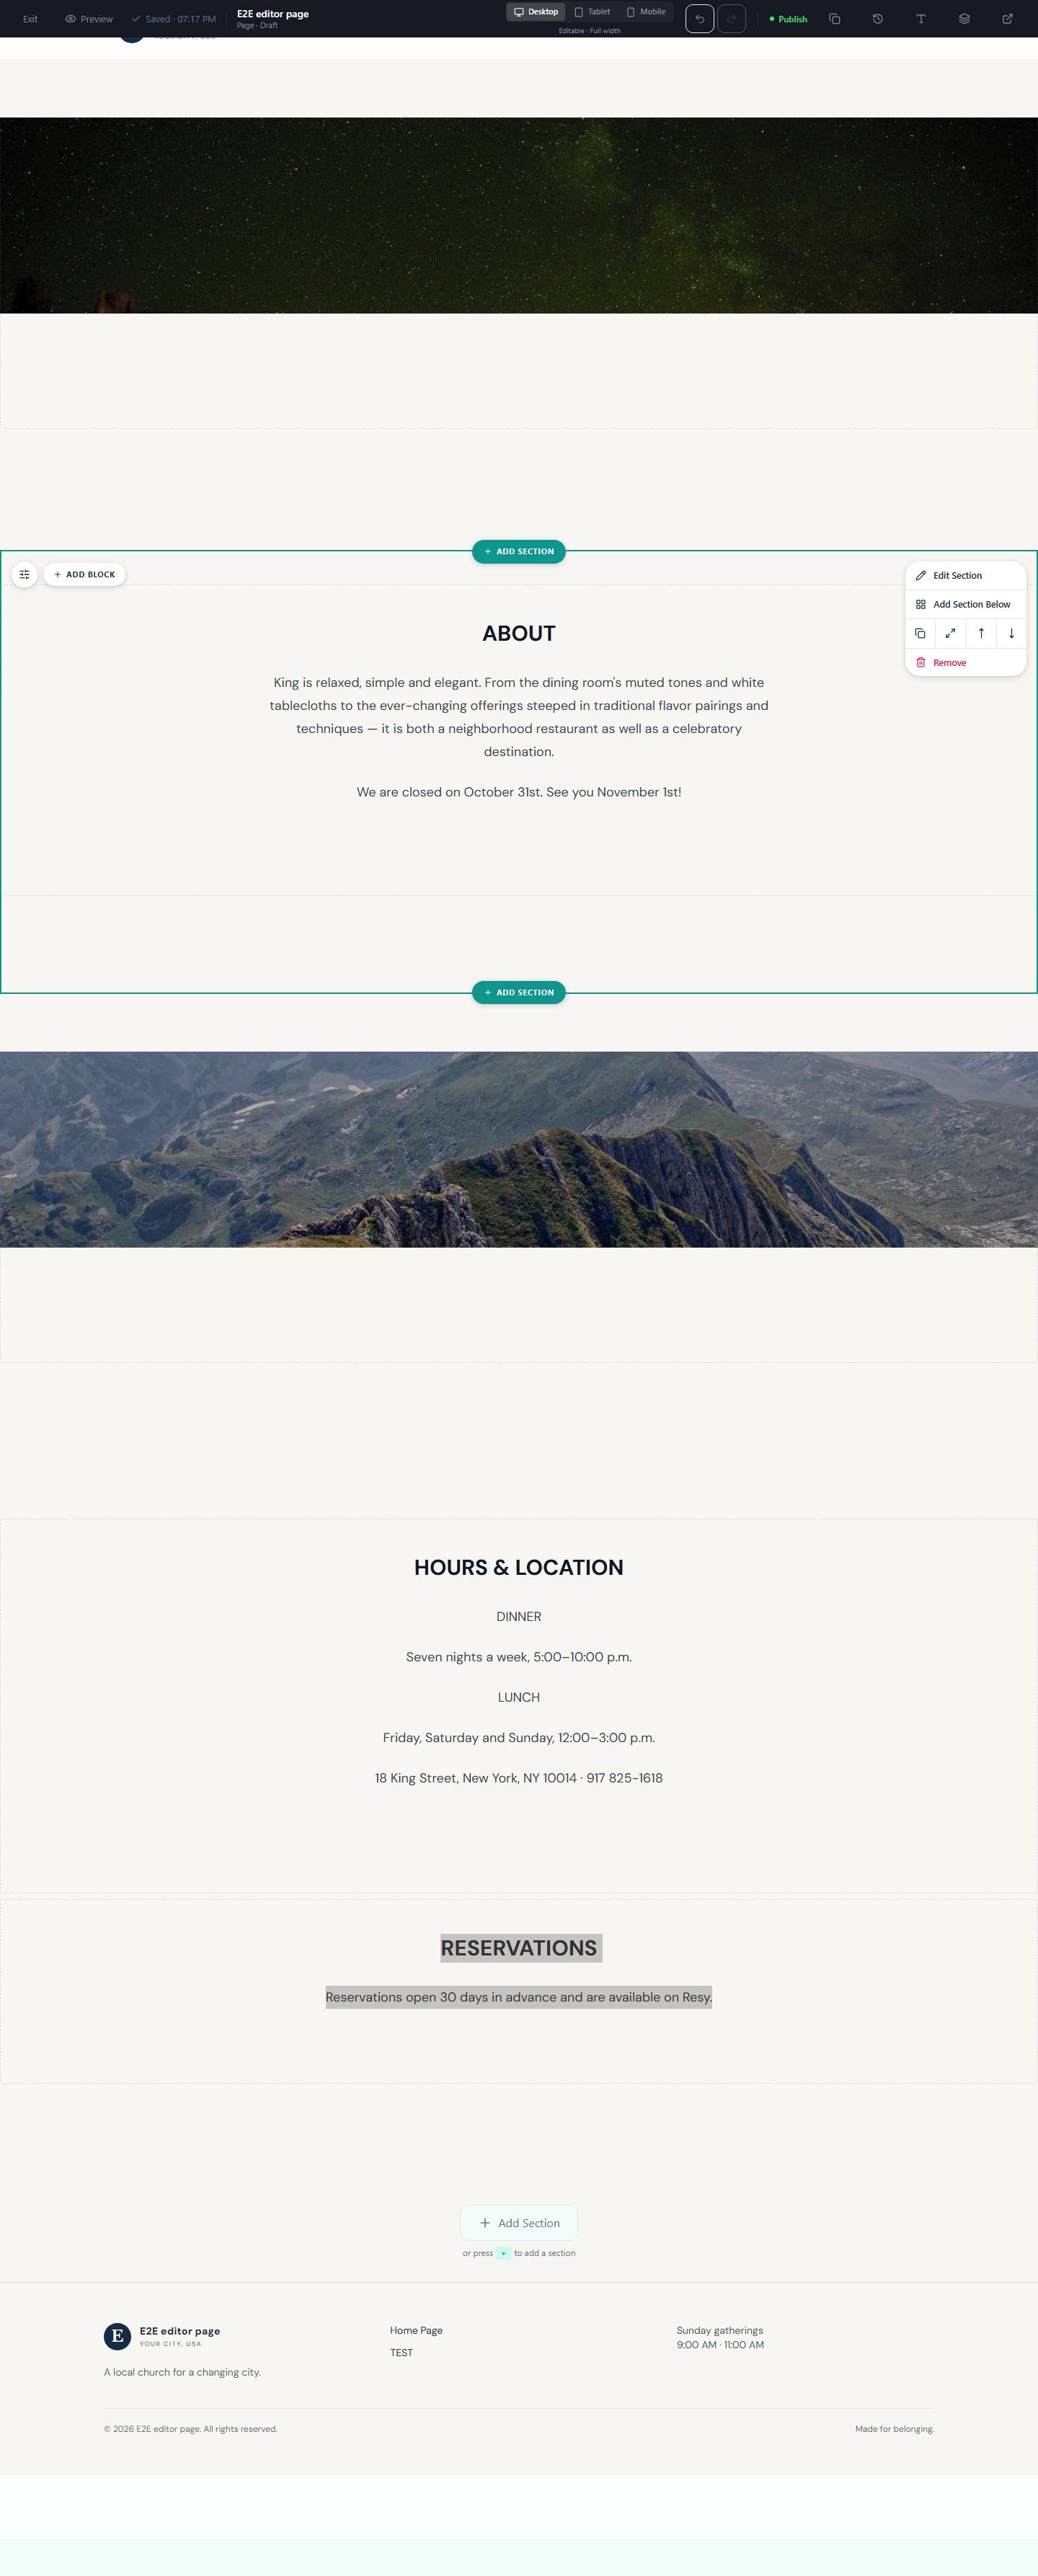 Exit
Preview
Saved · 07:17 PM
E2E editor page
Page · Draft
Desktop
Tablet
Mobile
Editable · Full width
Publish
ADD SECTION
ADD BLOCK
Edit Section
Add Section Below
Remove
ABOUT
King is relaxed, simple and elegant. From the dining room's muted tones and white
tablecloths to the ever-changing offerings steeped in traditional flavor pairings and
techniques — it is both a neighborhood restaurant as well as a celebratory
destination.
We are closed on October 31st. See you November 1st!
ADD SECTION
HOURS & LOCATION
DINNER
Seven nights a week, 5:00–10:00 p.m.
LUNCH
Friday, Saturday and Sunday, 12:00–3:00 p.m.
18 King Street, New York, NY 10014 · 917 825-1618
RESERVATIONS
Reservations open 30 days in advance and are available on Resy.
Add Section
or press + to add a section
E
E2E editor page
YOUR CITY, USA
A local church for a changing city.
Home Page
TEST
Sunday gatherings
9:00 AM · 11:00 AM
© 2026 E2E editor page. All rights reserved.
Made for belonging.